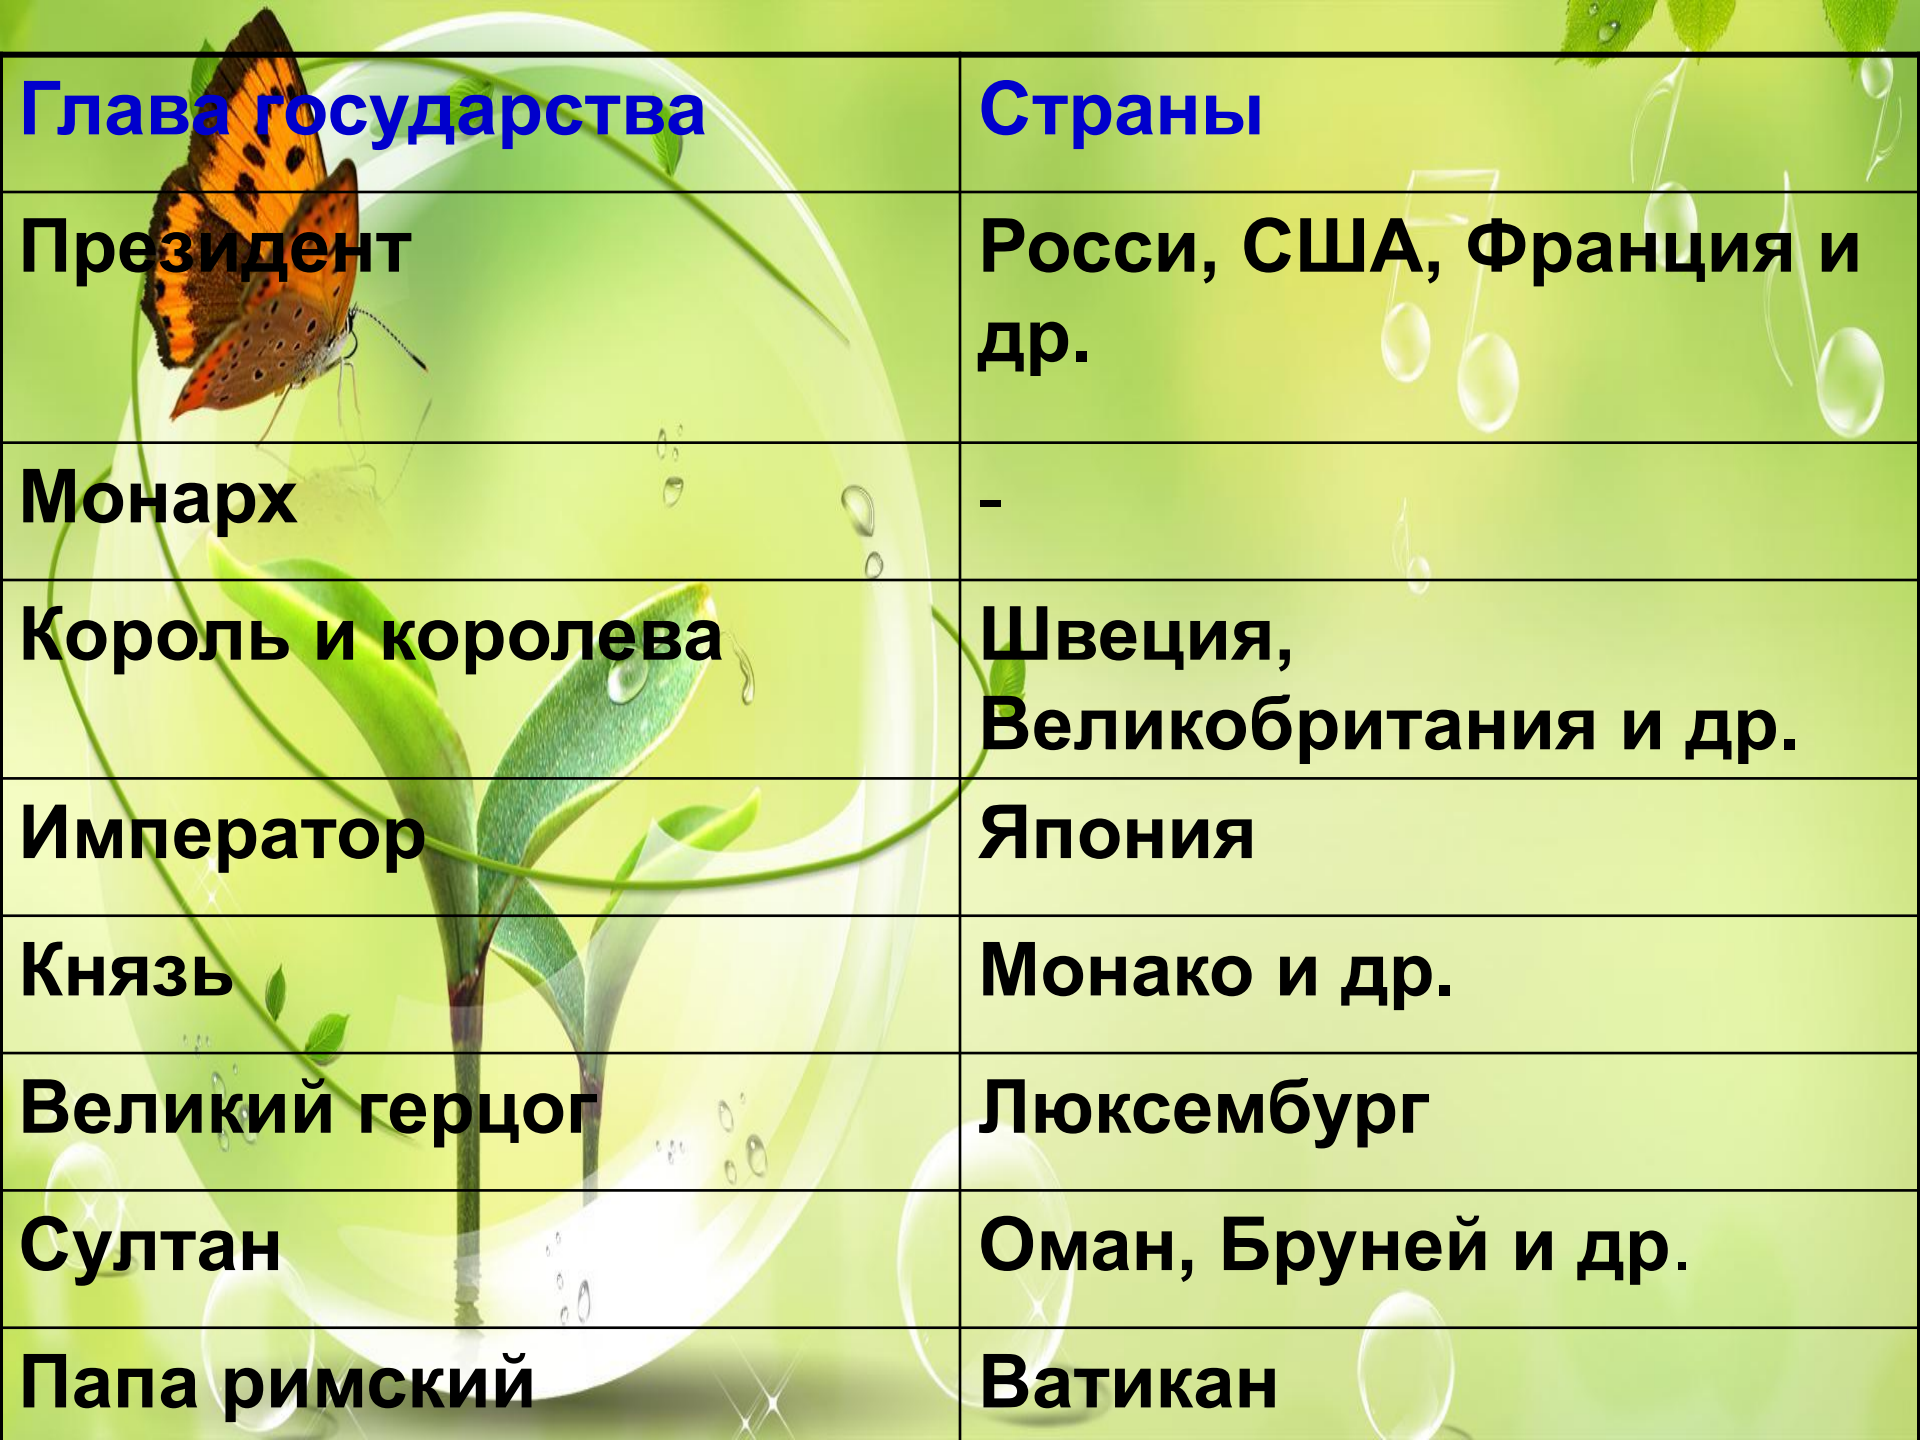 Глава государства
Страны
Президент
Росси, США, Франция и
др.
Монарх
-
Король и королева
Швеция,
Великобритания и др.
Император
Япония
Князь
Монако и др.
Великий герцог
Люксембург
Султан
Оман, Бруней и др.
Папа римский
Ватикан